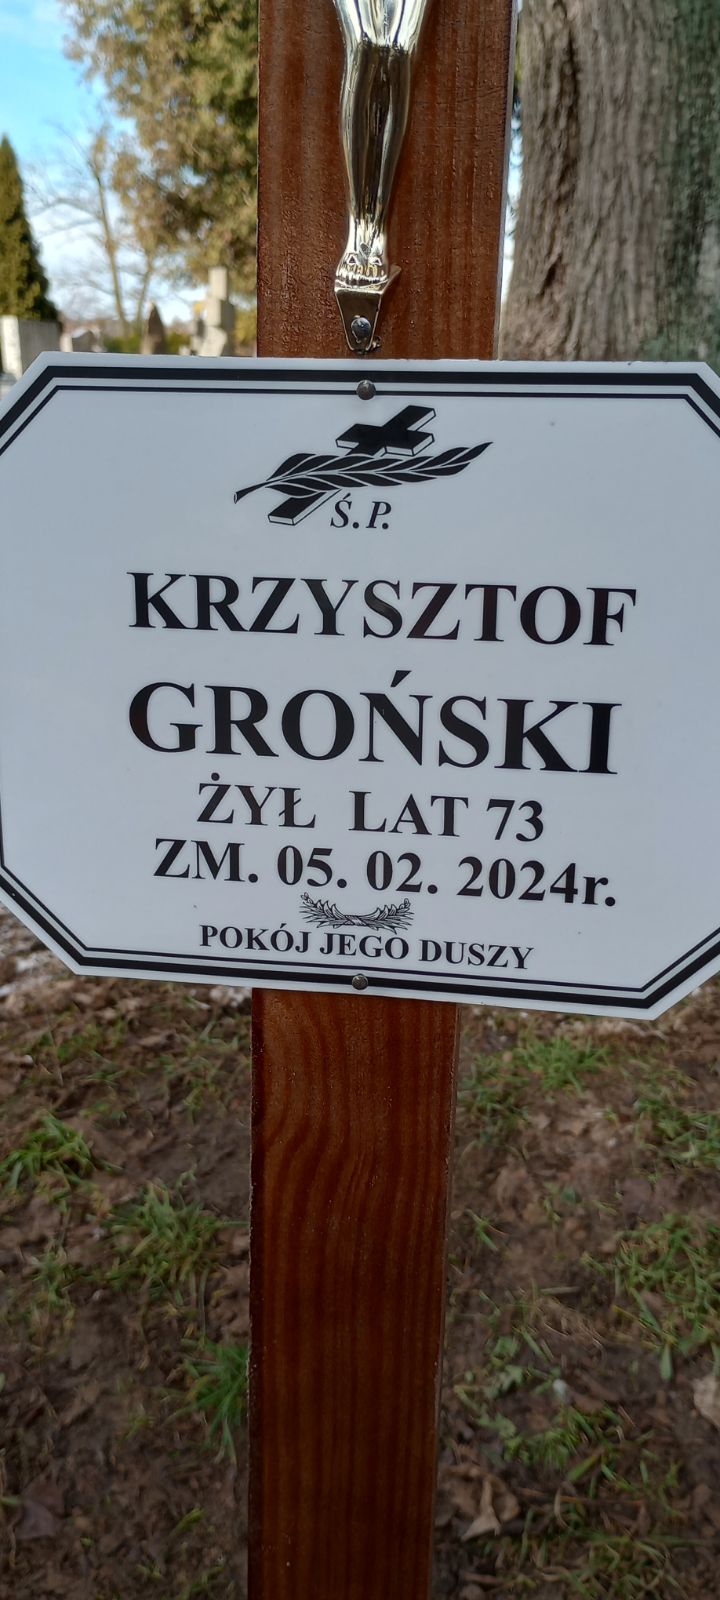 Ś.P.
KRZYSZTOF
GROŃSKI
ŻYŁ LAT 73
ZM. 05. 02. 2024r.
POKÓJ JEGO DUSZY